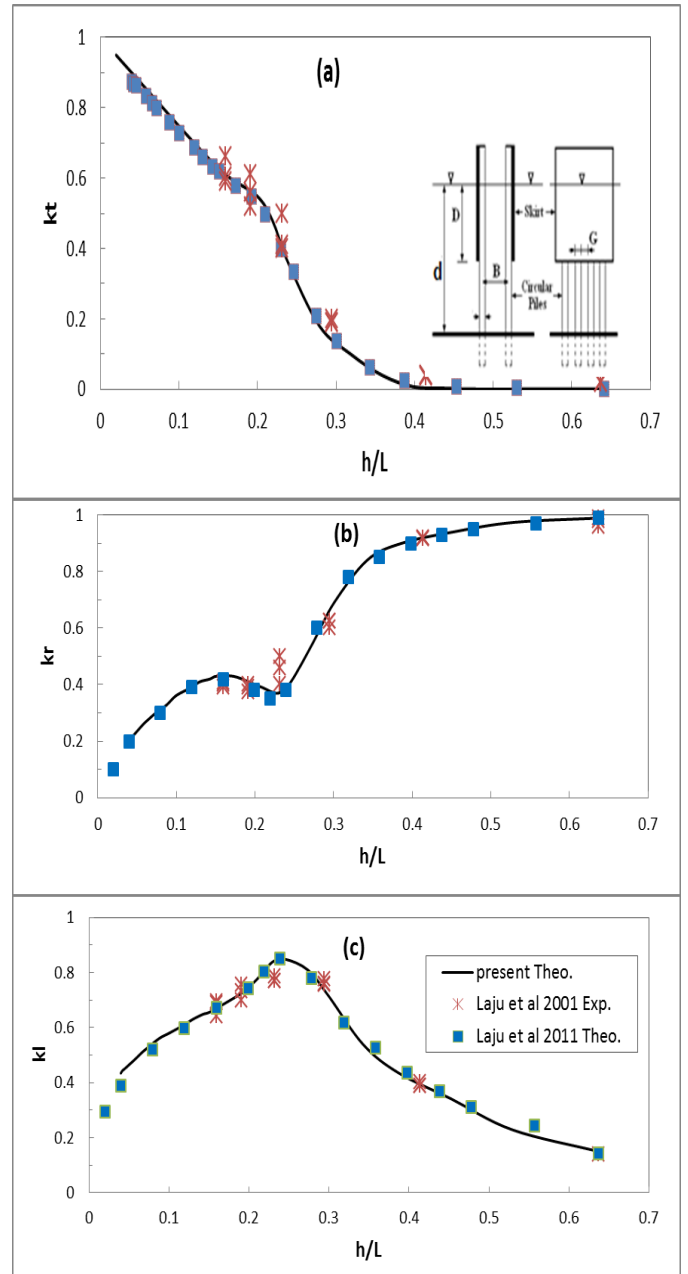 (a)
kt
1
0.8
0.6
0.4
0.2
0
0 0.1 0.2 0.3 0.4 0.5 0.6 0.7
h/L
D
d
B
Skirt
G
Circular
Piles
(b)
kr
1
0.8
0.6
0.4
0.2
0
0 0.1 0.2 0.3 0.4 0.5 0.6 0.7
h/L
(c)
kl
1
0.8
0.6
0.4
0.2
0
0 0.1 0.2 0.3 0.4 0.5 0.6 0.7
h/L
present Theo.
Laju et al 2001 Exp.
Laju et al 2011 Theo.